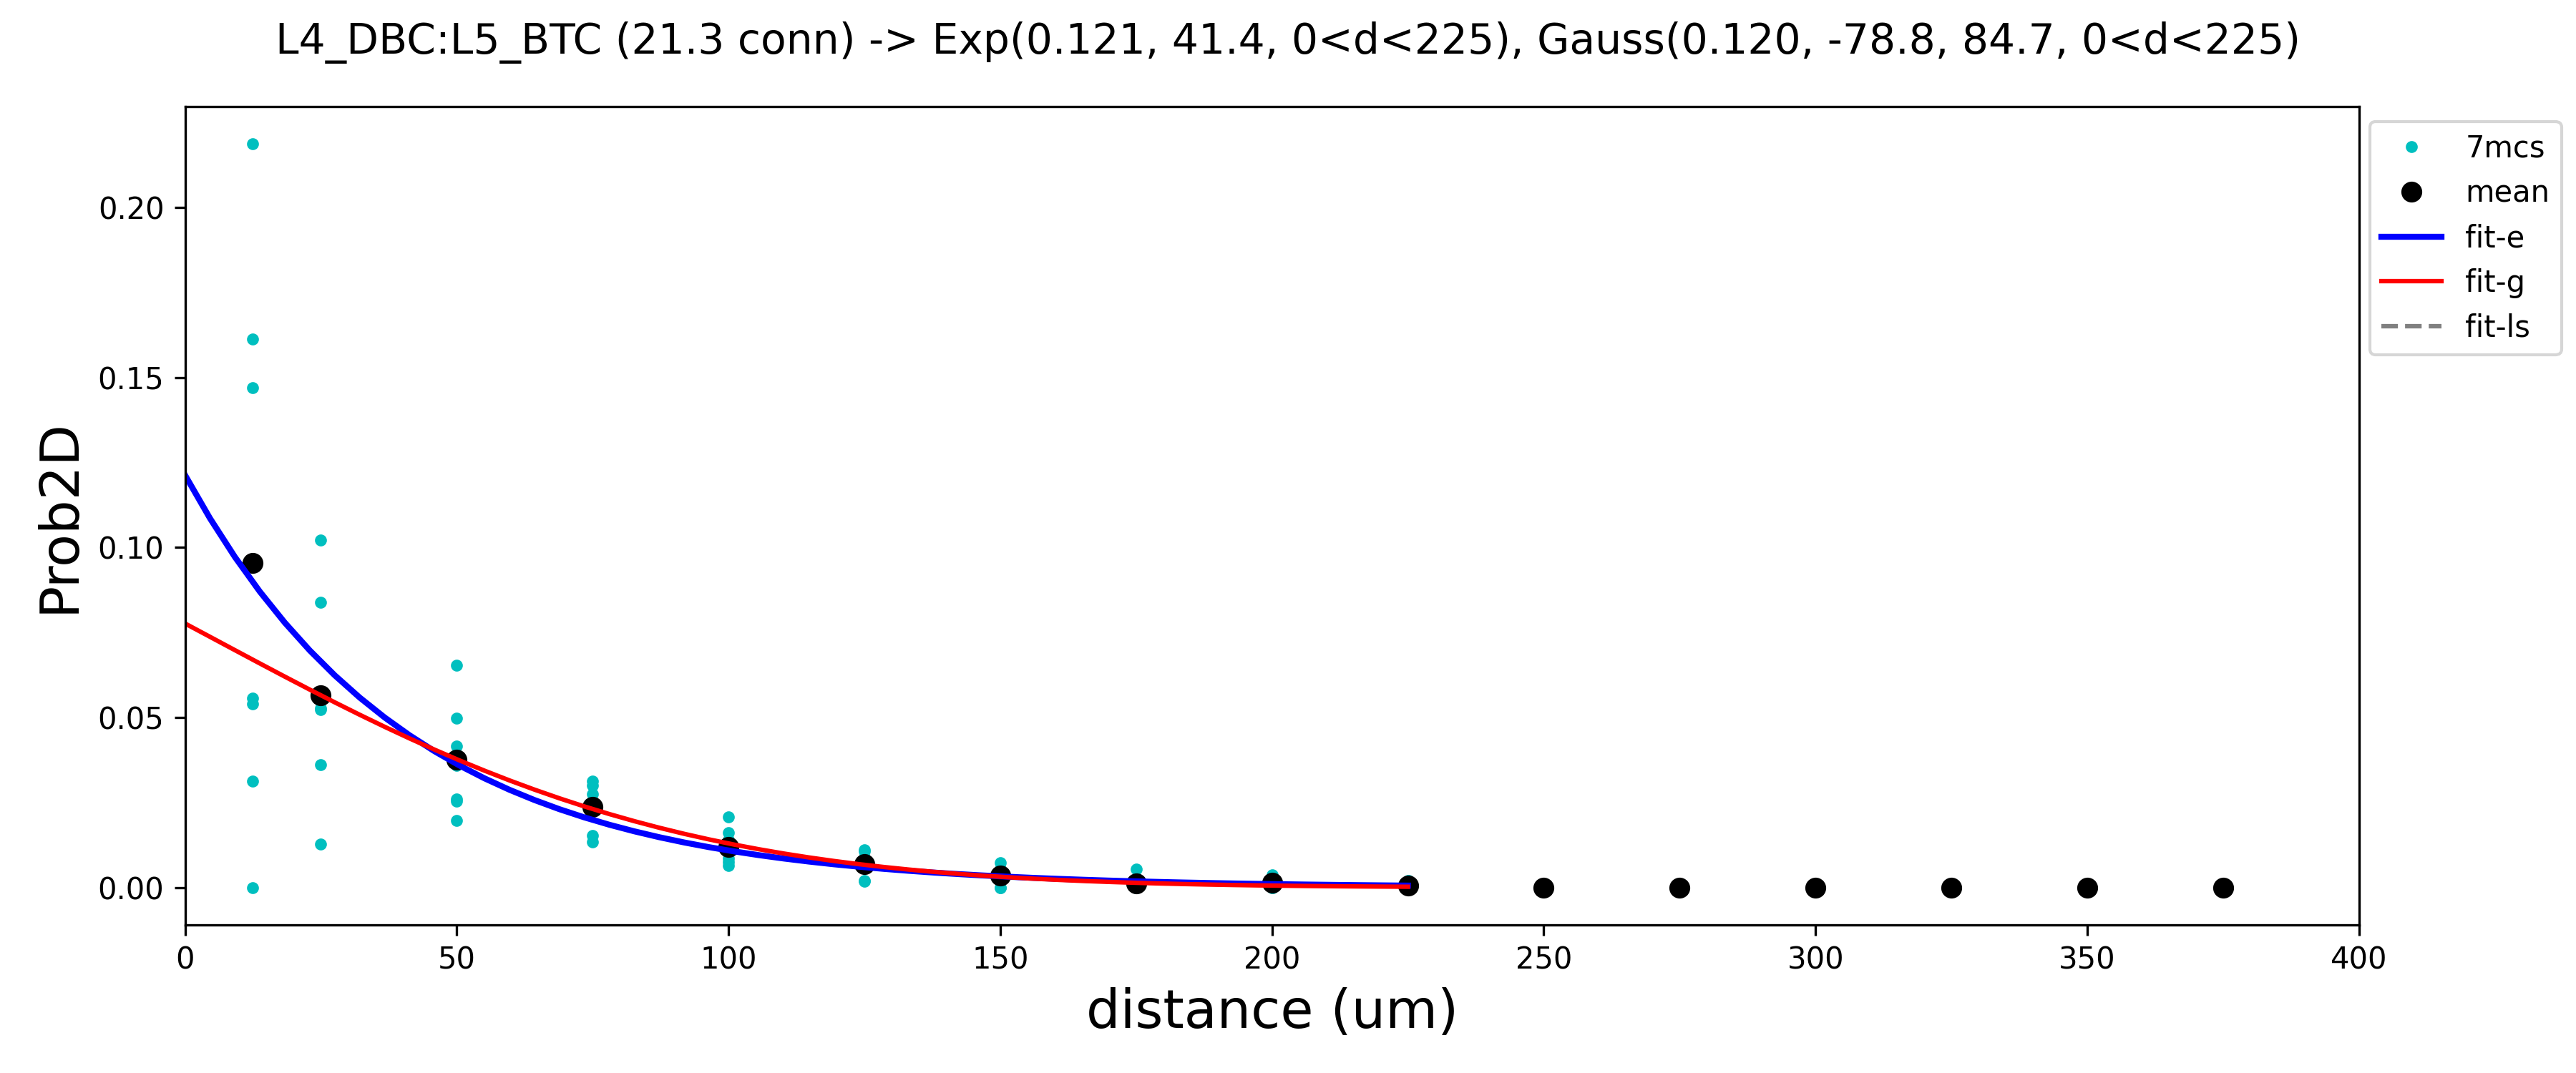 L4_DBC:L5_BTC (21.3 conn) -> Exp(0.121, 41.4, 0<d<225), Gauss(0.120, -78.8, 84.7, 0<d<225)
7mcs
mean
fit-e
fit-g
fit-ls
Prob2D
0.20
0.15
0.10
0.05
0.00
0 50 100 150 200 250 300 350 400
distance (um)